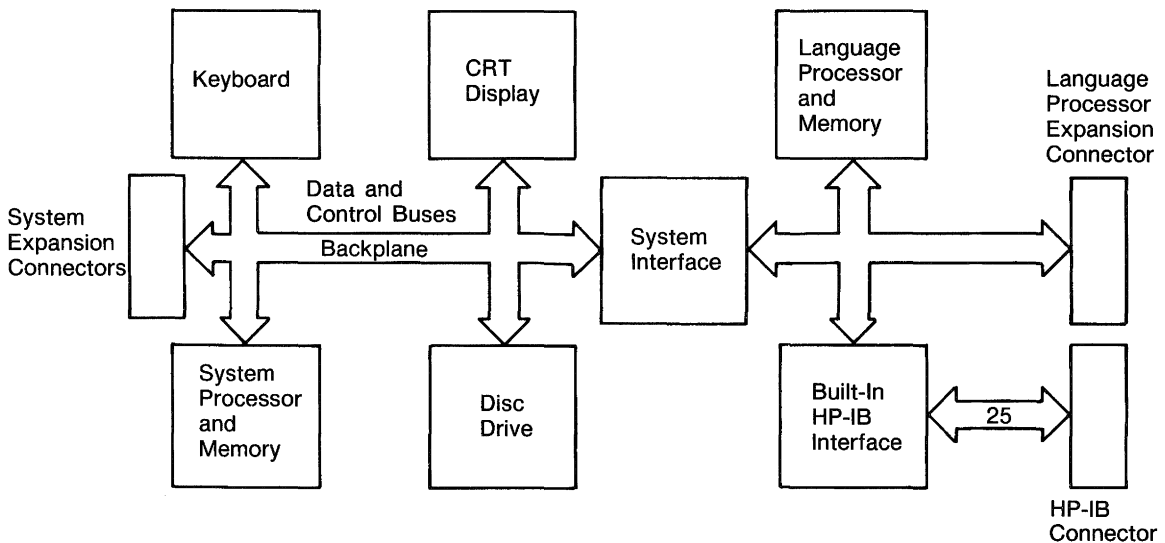 Keyboard
CRT
Display
Language
Processor
and
Memory
Language
Processor
Expansion
Connector
System
Expansion
Connectors
Data and
Control Buses
Backplane
System
Interface
System
Processor
and
Memory
Disc
Drive
Built-In
HP-IB
Interface
25
HP-IB
Connector